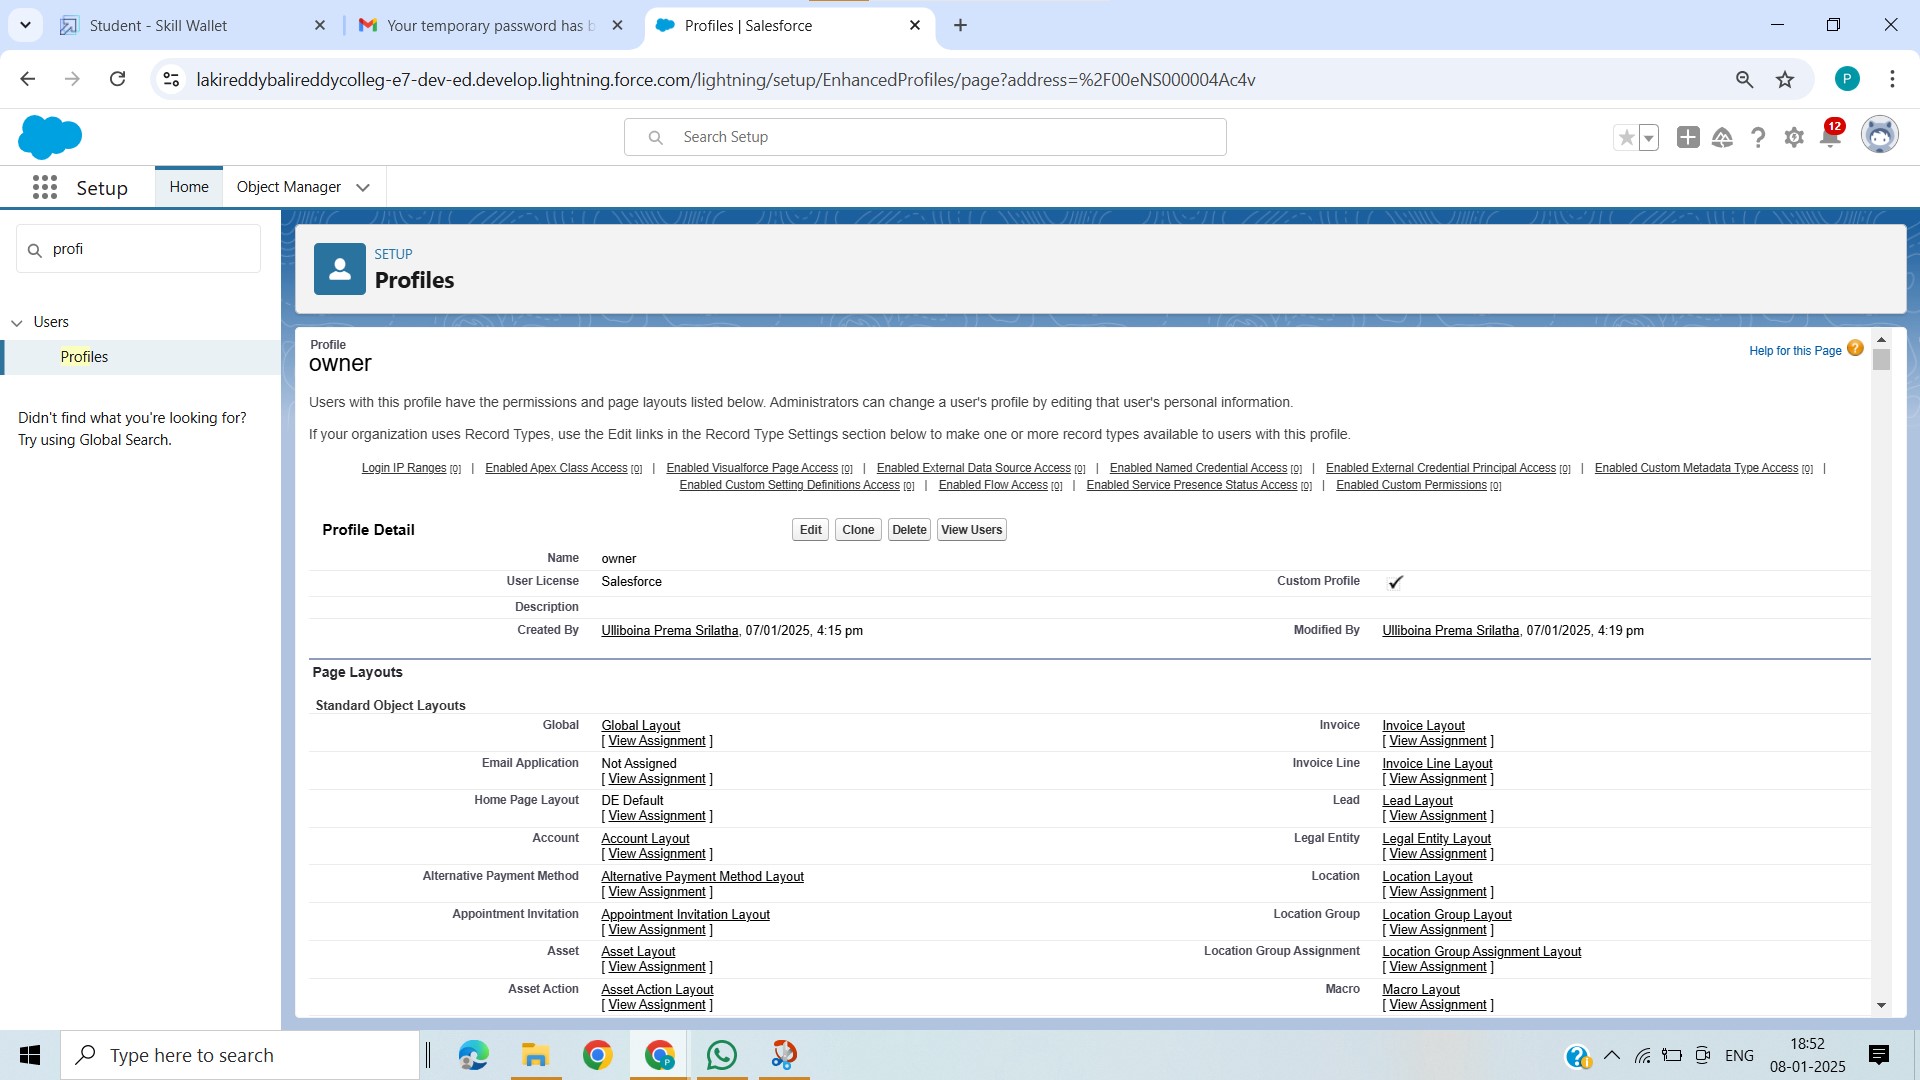 Student - Skill Wallet
Your temporary password has b
Profiles | Salesforce
lakireddybalireddycolleg-e7-dev-ed.develop.lightning.force.com/lightning/setup/EnhancedProfiles/page?address=%2F00eNS000004Ac4v
P
Search Setup
12
Setup
Home
Object Manager
profi
Users
Profiles
Didn't find what you're looking for?
Try using Global Search.
SETUP
Profiles
Profile
owner
Help for this Page
Users with this profile have the permissions and page layouts listed below. Administrators can change a user's profile by editing that user's personal information.
If your organization uses Record Types, use the Edit links in the Record Type Settings section below to make one or more record types available to users with this profile.
Login IP Ranges [0] | Enabled Apex Class Access [0] | Enabled Visualforce Page Access [0] | Enabled External Data Source Access [0] | Enabled Named Credential Access [0] | Enabled External Credential Principal Access [0] | Enabled Custom Metadata Type Access [0] |
Enabled Custom Setting Definitions Access [0] | Enabled Flow Access [0] | Enabled Service Presence Status Access [0] | Enabled Custom Permissions [0]
Profile Detail
Edit Clone Delete View Users
Name owner
User License Salesforce Custom Profile
Description
Created By Ulliboina Prema Srilatha, 07/01/2025, 4:15 pm Modified By Ulliboina Prema Srilatha, 07/01/2025, 4:19 pm
Page Layouts
Standard Object Layouts
Global Global Layout Invoice Invoice Layout
[ View Assignment ] [ View Assignment ]
Email Application Not Assigned Invoice Line Invoice Line Layout
[ View Assignment ] [ View Assignment ]
Home Page Layout DE Default Lead Lead Layout
[ View Assignment ] [ View Assignment ]
Account Account Layout Legal Entity Legal Entity Layout
[ View Assignment ] [ View Assignment ]
Alternative Payment Method Alternative Payment Method Layout Location Location Layout
[ View Assignment ] [ View Assignment ]
Appointment Invitation Appointment Invitation Layout Location Group Location Group Layout
[ View Assignment ] [ View Assignment ]
Asset Asset Layout Location Group Assignment Location Group Assignment Layout
[ View Assignment ] [ View Assignment ]
Asset Action Asset Action Layout Macro Macro Layout
[ View Assignment ] [ View Assignment ]
Type here to search
ENG
18:52
08-01-2025